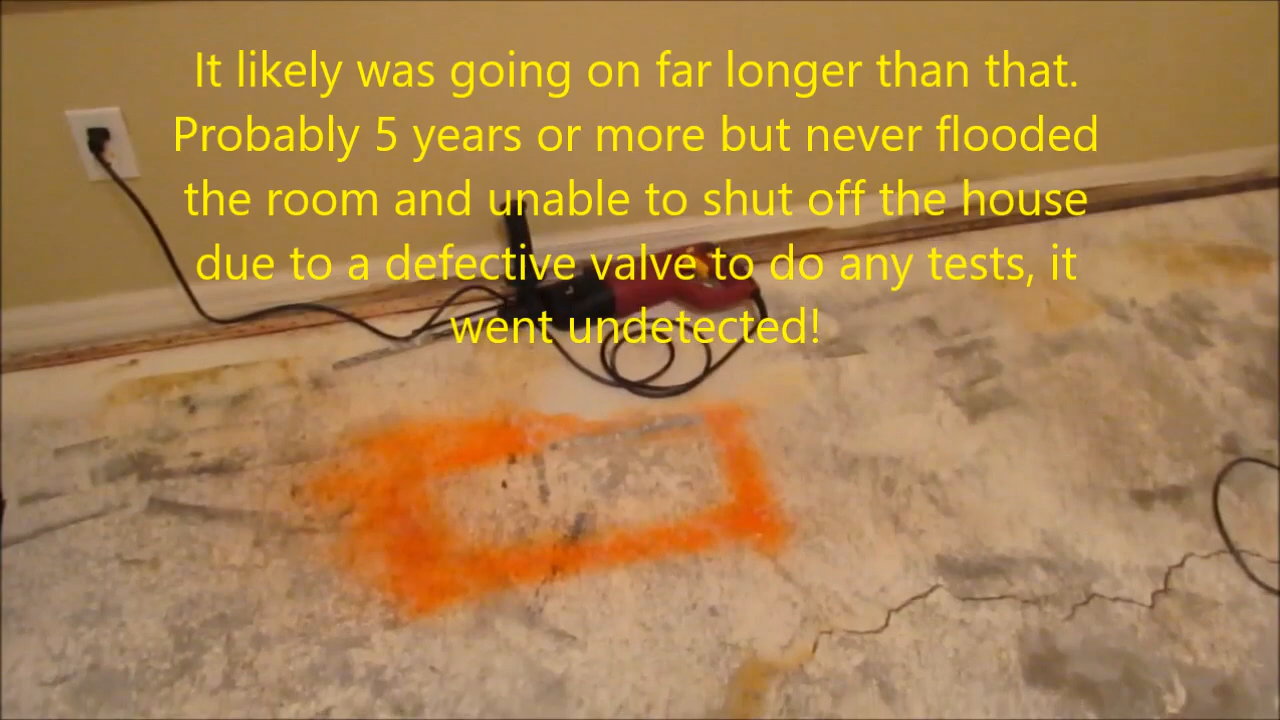 It likely was going on far longer than that.
Probably 5 years or more but never flooded
the room and unable to shut off the house
due to a defective valve to do any tests, it
went undetected!